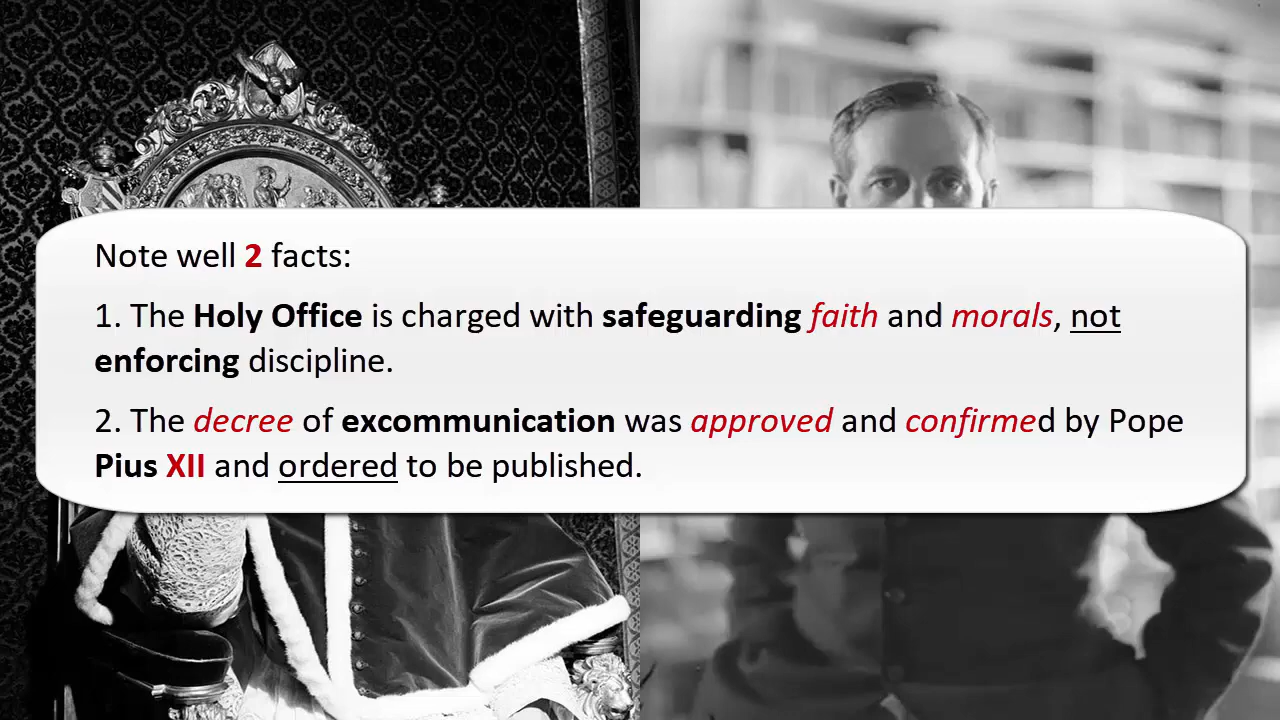 Note well 2 facts:
1. The Holy Office is charged with safeguarding faith and morals, not
enforcing discipline.
2. The decree of excommunication was approved and confirmed by Pope
Pius XII and ordered to be published.